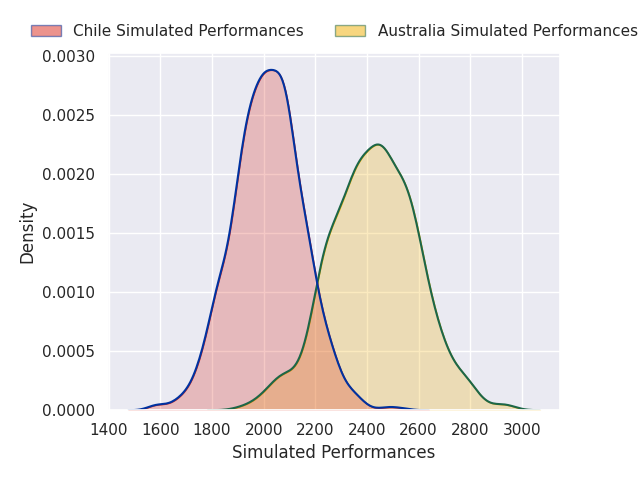 Chile Simulated Performances Australia Simulated Performances
0.0030
0.0025
0.0020
0.0015
0.0010
0.0005
0.0000
Density
1400 1600 1800 2000 2200 2400 2600 2800 3000
Simulated Performances